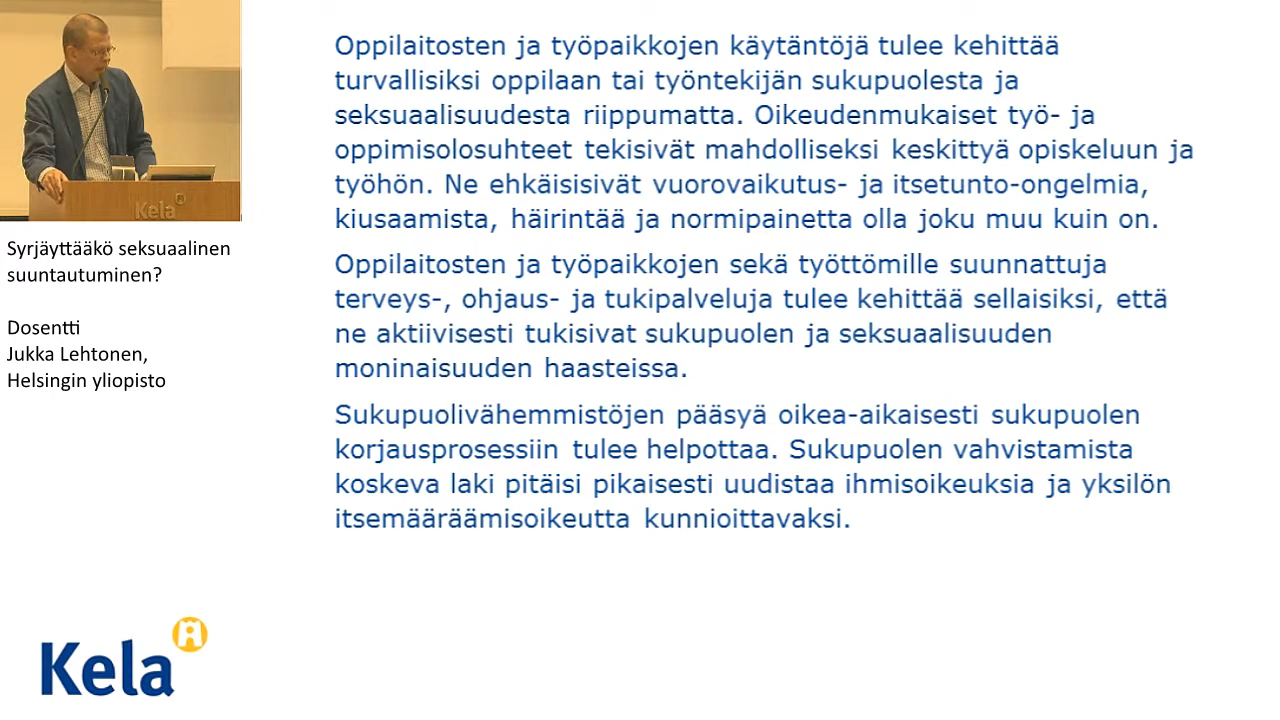 Kela
Syrjäyttääkö seksuaalinen
suuntautuminen?
Dosentti
Jukka Lehtonen,
Helsingin yliopisto
Kela
Oppilaitosten ja työpaikkojen käytäntöjä tulee kehittää
turvallisiksi oppilaan tai työntekijän sukupuolesta ja
seksuaalisuudesta riippumatta. Oikeudenmukaiset työ- ja
oppimisolosuhteet tekisivät mahdolliseksi keskittyä opiskeluun ja
työhön. Ne ehkäisisivät vuorovaikutus- ja itsetunto-ongelmia,
kiusaamista, häirintää ja normipainetta olla joku muu kuin on.
Oppilaitosten ja työpaikkojen sekä työttömille suunnattuja
terveys-, ohjaus- ja tukipalveluja tulee kehittää sellaisiksi, että
ne aktiivisesti tukisivat sukupuolen ja seksuaalisuuden
moninaisuuden haasteissa.
Sukupuolivähemmistöjen pääsyä oikea-aikaisesti sukupuolen
korjausprosessiin tulee helpottaa. Sukupuolen vahvistamista
koskeva laki pitäisi pikaisesti uudistaa ihmisoikeuksia ja yksilön
itsemääräämisoikeutta kunnioittavaksi.